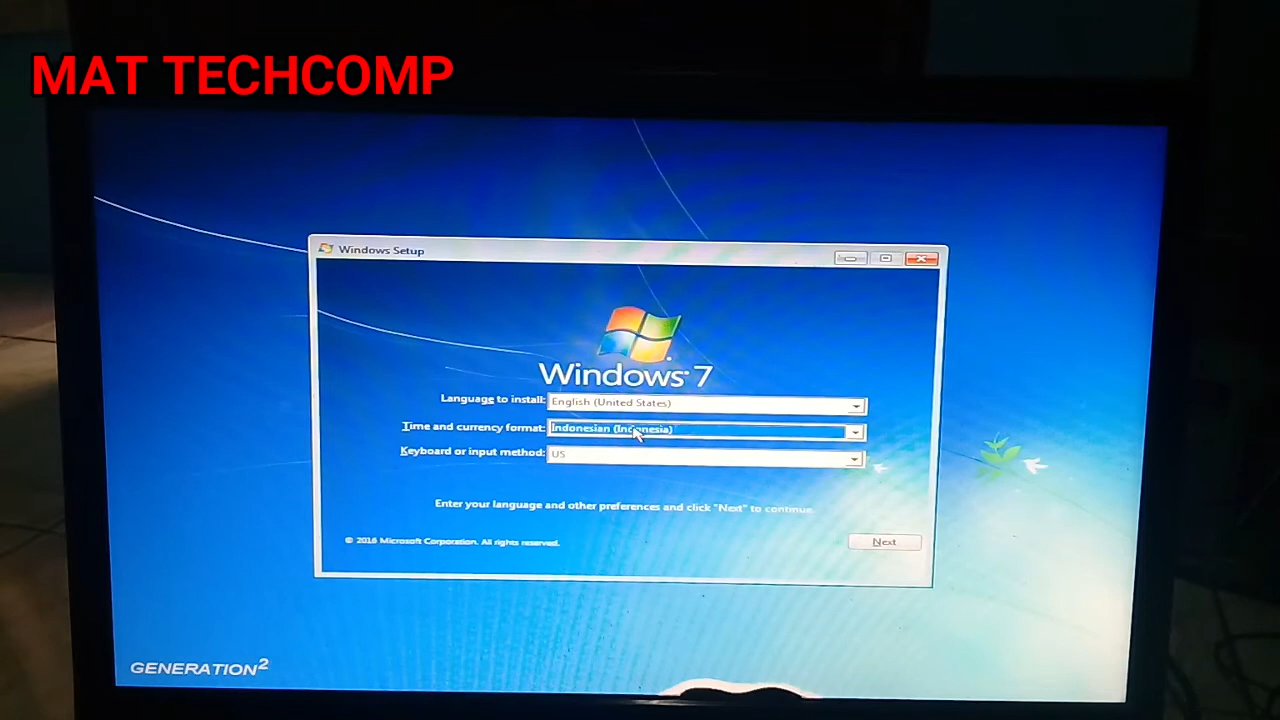 MAT TECHCOMP
Windows Setup
Windows 7
Language to install: English (United States)
Time and currency format: Indonesian (Indonesia)
Keyboard or input method: US
Enter your language and other preferences and click "Next" to continue.
© 2016 Microsoft Corporation. All rights reserved.
Next
GENERATION²